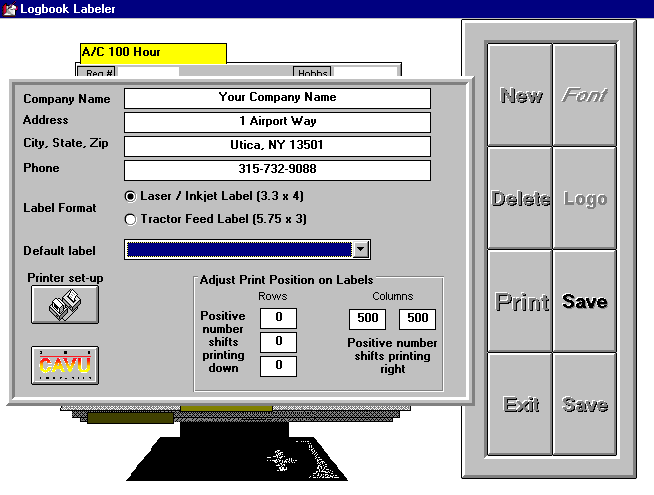 Logbook Labeler
A/C 100 Hour
Reg # Hobbs
Company Name Your Company Name
Address 1 Airport Way
City, State, Zip Utica, NY 13501
Phone 315-732-9088
Label Format
Laser / Inkjet Label (3.3 x 4)
Tractor Feed Label (5.75 x 3)
Default label
Printer set-up
CAVU
Adjust Print Position on Labels
Rows Columns
Positive
number
shifts
printing
down
0
0
0
500 500
Positive number
shifts printing
right
New Font
Delete Logo
Print Save
Exit Save